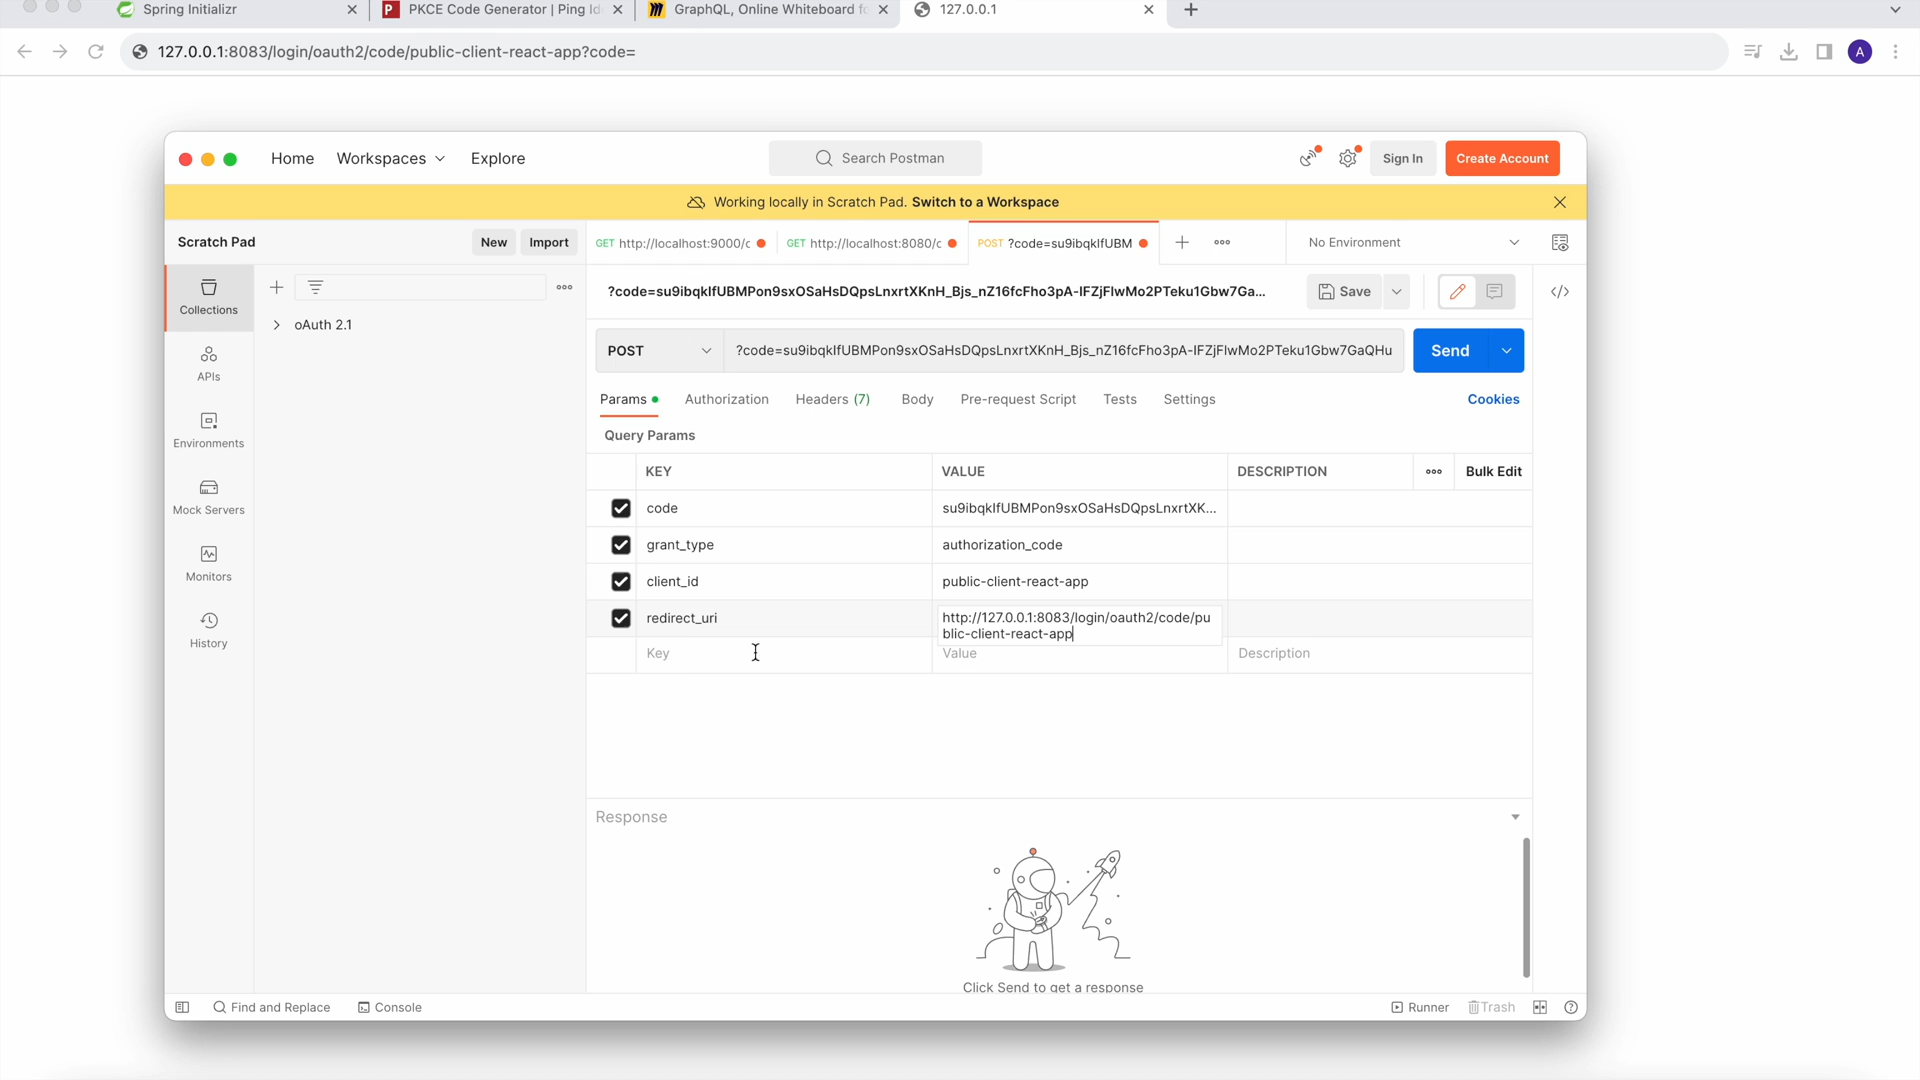 Spring Initializr
PKCE Code Generator | Ping Id
GraphQL, Online Whiteboard fo
127.0.0.1
127.0.0.1:8083/login/oauth2/code/public-client-react-app?code=
A
Home
Workspaces
Explore
Search Postman
Sign In
Create Account
Working locally in Scratch Pad. Switch to a Workspace
Scratch Pad
New
Import
GET http://localhost:9000/c
GET http://localhost:8080/c
POST ?code=su9ibqkIfUBM
No Environment
Collections
oAuth 2.1
?code=su9ibqkIfUBMPon9sxOSaHsDQpsLnxrtXKnH_Bjs_nZ16fcFho3pA-IFZjFlwMo2PTeku1Gbw7Ga...
Save
POST
?code=su9ibqkIfUBMPon9sxOSaHsDQpsLnxrtXKnH_Bjs_nZ16fcFho3pA-IFZjFlwMo2PTeku1Gbw7GaQHu
Send
APIs
Params
Authorization
Headers (7)
Body
Pre-request Script
Tests
Settings
Cookies
Environments
Query Params
KEY
VALUE
DESCRIPTION
Bulk Edit
Mock Servers
code
su9ibqkIfUBMPon9sxOSaHsDQpsLnxrtXK...
grant_type
authorization_code
Monitors
client_id
public-client-react-app
History
redirect_uri
http://127.0.0.1:8083/login/oauth2/code/pu
blic-client-react-app
Key
Value
Description
Response
Click Send to get a response
Find and Replace
Console
Runner
Trash